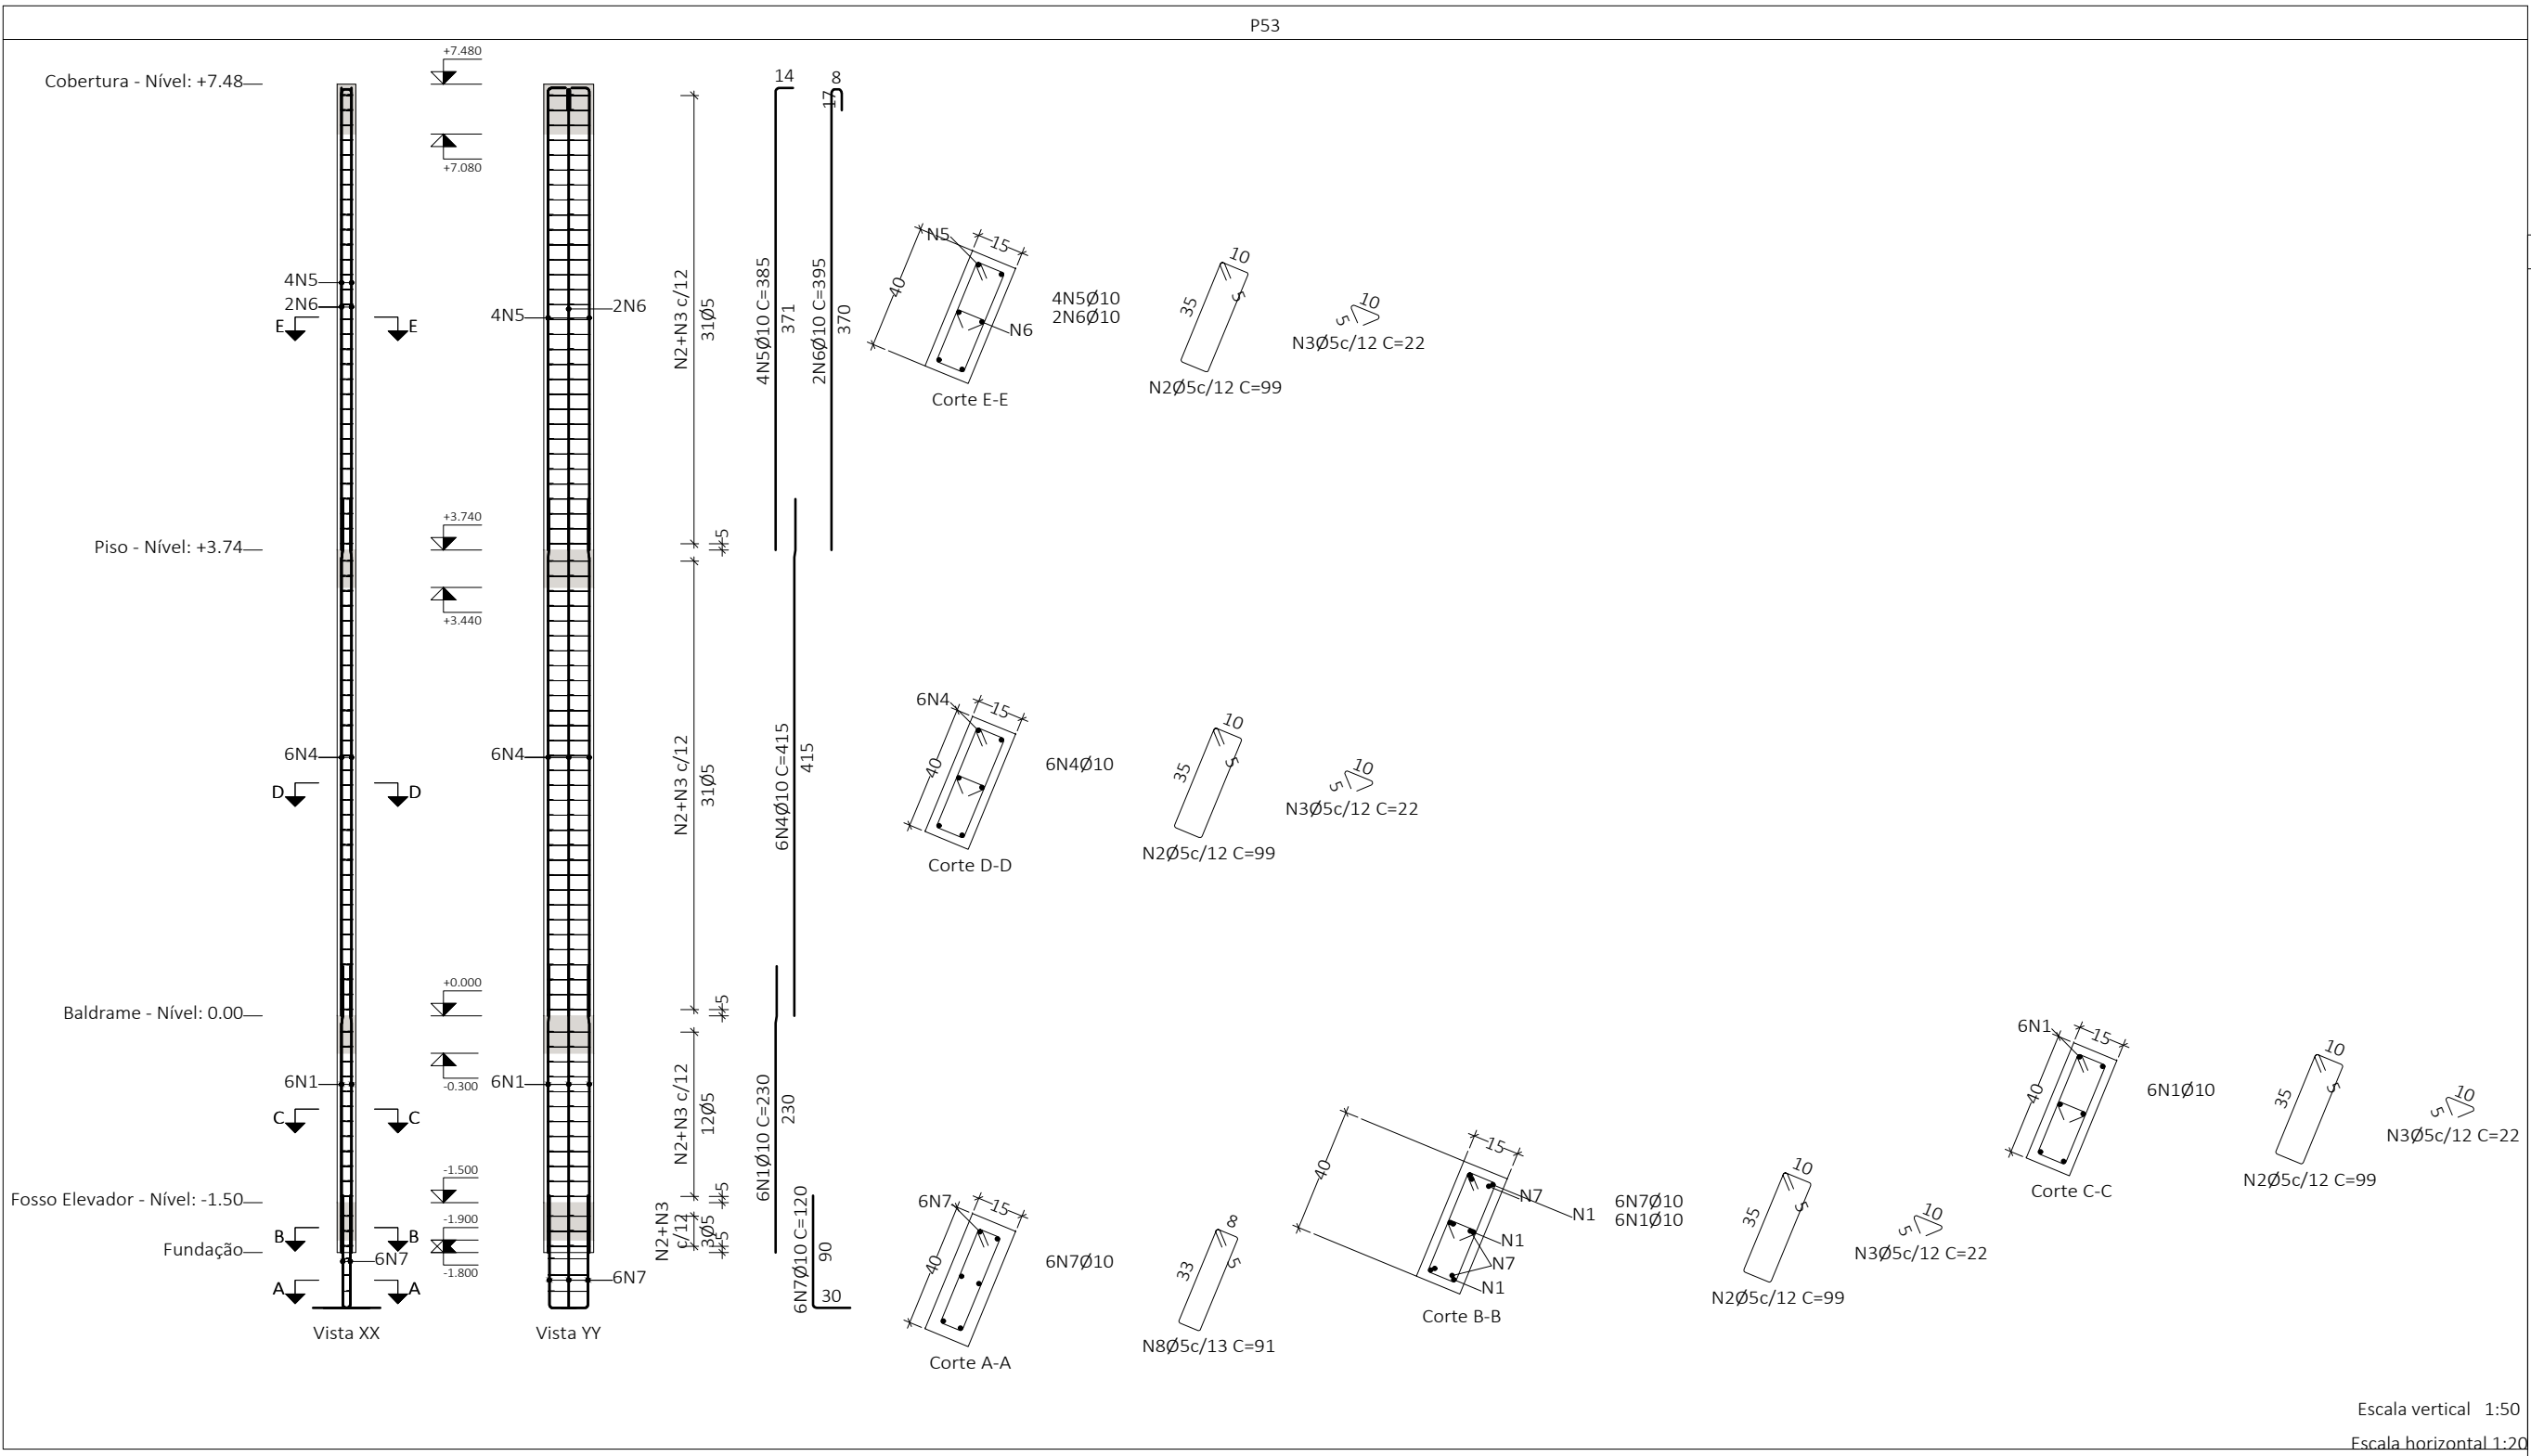 P53
Cobertura - Nível: +7.48
+7.480
+7.080
4N5
2N6
E
E
4N5
2N6
N2+N3 c/12
31Ø5
14
4N5Ø10 C=385
371
8
17
2N6Ø10 C=395
370
N5
15
40
N6
Corte E-E
4N5Ø10
2N6Ø10
10
35
5
N2Ø5c/12 C=99
10
5
N3Ø5c/12 C=22
Piso - Nível: +3.74
+3.740
+3.440
5
6N4
6N4
D
D
N2+N3 c/12
31Ø5
6N4Ø10 C=415
415
6N4
15
40
Corte D-D
6N4Ø10
10
35
5
N2Ø5c/12 C=99
10
5
N3Ø5c/12 C=22
Baldrame - Nível: 0.00
+0.000
-0.300
5
6N1
6N1
C
C
N2+N3 c/12
12Ø5
6N1Ø10 C=230
230
6N1
15
40
Corte C-C
6N1Ø10
10
35
5
N2Ø5c/12 C=99
10
5
N3Ø5c/12 C=22
Fosso Elevador - Nível: -1.50
-1.500
-1.900
5
B
B
N2+N3
c/12
3Ø5
5
15
40
N7
N1
N1
N7
N1
Corte B-B
6N7Ø10
6N1Ø10
10
35
5
N2Ø5c/12 C=99
10
5
N3Ø5c/12 C=22
Fundação
-1.800
6N7
6N7
A
A
6N7Ø10 C=120
90
30
6N7
15
40
Corte A-A
6N7Ø10
8
33
5
N8Ø5c/13 C=91
Vista XX
Vista YY
Escala vertical 1:50
Escala horizontal 1:20